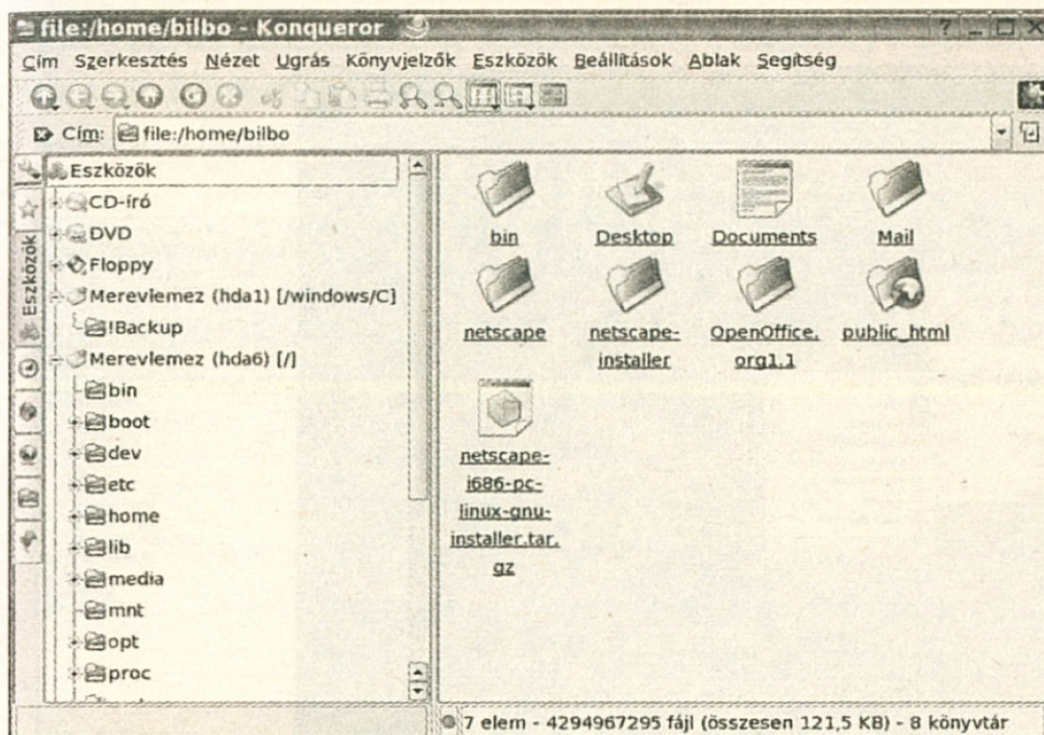 file:/home/bilbo - Konqueror
Cím Szerkesztés Nézet Ugrás Könyvjelzők Eszközök Beállítások Ablak Segítség
Cím: file:/home/bilbo
Eszközök
Eszközök
CD-író
DVD
Floppy
Merevlemez (hda1) [/windows/C]
!Backup
Merevlemez (hda6) [/]
bin
boot
dev
etc
home
lib
media
mnt
opt
proc
bin Desktop Documents Mail
netscape netscape- OpenOffice. public_html
installer org1.1
netscape-
i686-pc-
linux-gnu-
installer.tar.
gz
7 elem - 4294967295 fájl (összesen 121,5 KB) - 8 könyvtár